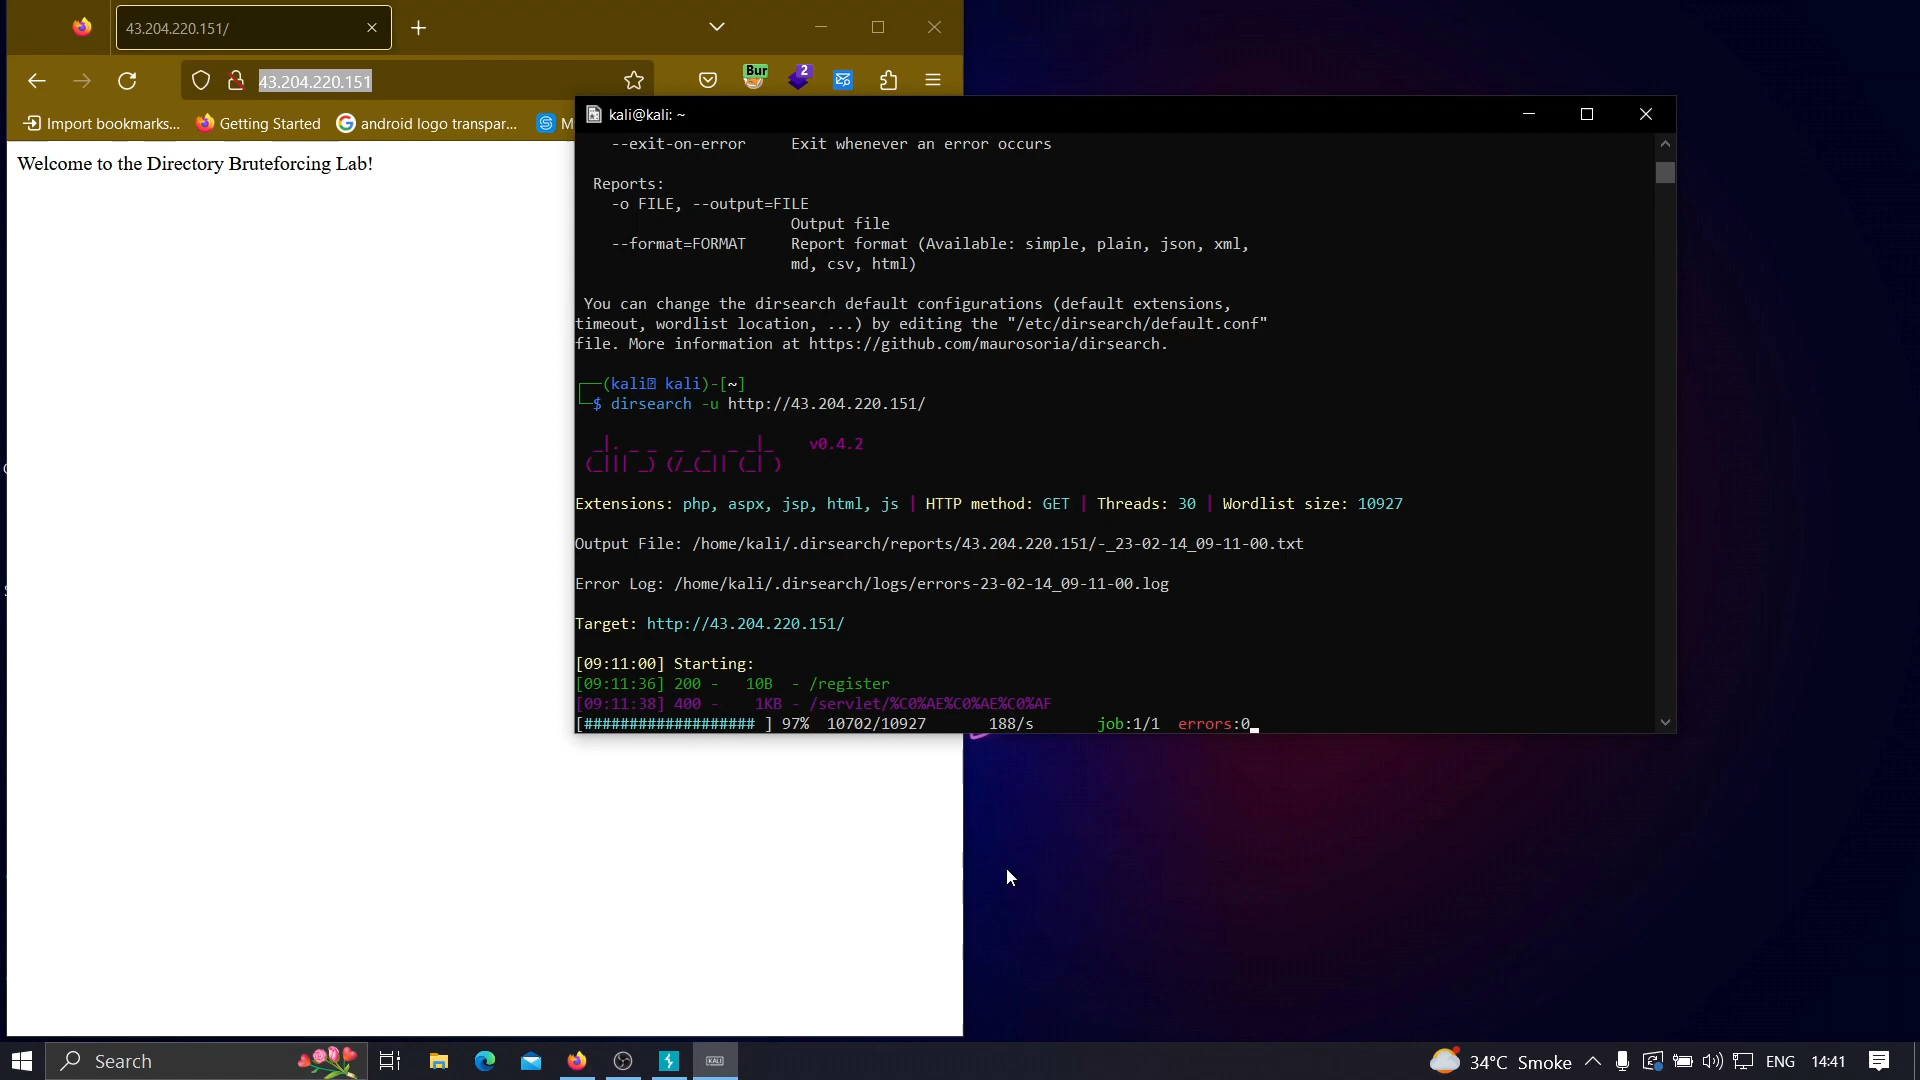 43.204.220.151/
43.204.220.151
Bur
2
Import bookmarks...
Getting Started
android logo transpar...
M
Welcome to the Directory Bruteforcing Lab!
kali@kali: ~
--exit-on-error Exit whenever an error occurs
Reports:
-o FILE, --output=FILE
Output file
--format=FORMAT Report format (Available: simple, plain, json, xml,
md, csv, html)
You can change the dirsearch default configurations (default extensions,
timeout, wordlist location, ...) by editing the "/etc/dirsearch/default.conf"
file. More information at https://github.com/maurosoria/dirsearch.
┌──(kali⍰ kali)-[~]
└─$ dirsearch -u http://43.204.220.151/
_|. _ _ _ _ _ _|_ v0.4.2
(_||| _) (/_(_|| (_| )
Extensions: php, aspx, jsp, html, js | HTTP method: GET | Threads: 30 | Wordlist size: 10927
Output File: /home/kali/.dirsearch/reports/43.204.220.151/-_23-02-14_09-11-00.txt
Error Log: /home/kali/.dirsearch/logs/errors-23-02-14_09-11-00.log
Target: http://43.204.220.151/
[09:11:00] Starting:
[09:11:36] 200 - 10B - /register
[09:11:38] 400 - 1KB - /servlet/%C0%AE%C0%AE%C0%AF
[################### ] 97% 10702/10927 188/s job:1/1 errors:0
Search
KALI
34°C Smoke
ENG
14:41